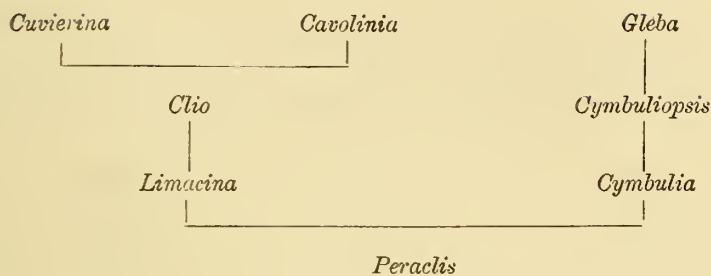 Cuvierina Cavolinia Gleba
Clio Cymbuliopsis
Limacina Cymbulia
Peraclis